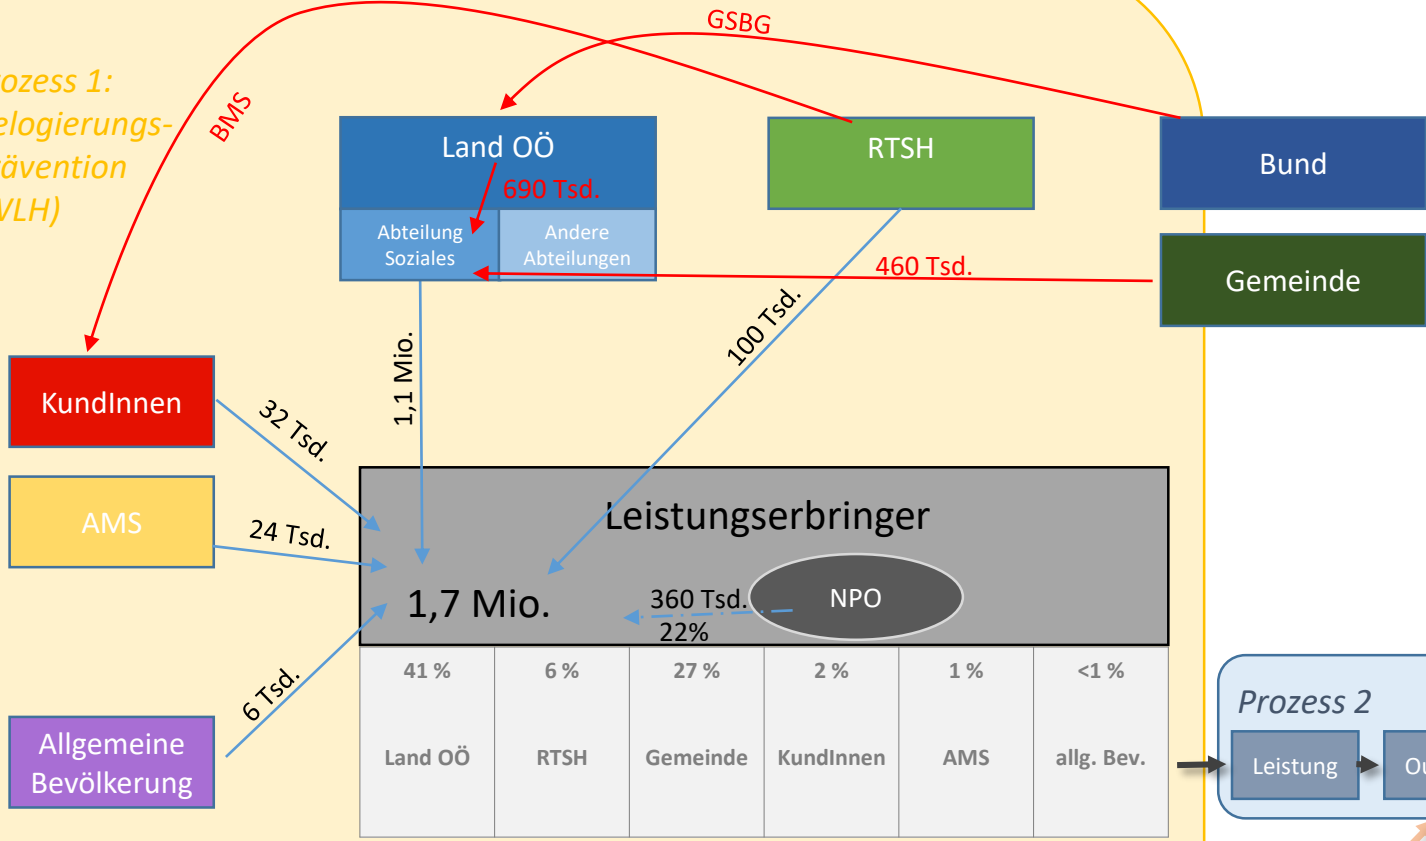 GSBG
ozess 1:
elogierungs-
ävention
VLH)
BMS
Land OÖ
690 Tsd.
Abteilung
Soziales
Andere
Abteilungen
RTSH
Bund
Gemeinde
460 Tsd.
100 Tsd.
1,1 Mio.
KundInnen
32 Tsd.
AMS
24 Tsd.
Allgemeine
Bevölkerung
6 Tsd.
Leistungserbringer
1,7 Mio.
360 Tsd.
22%
NPO
41 % 6 % 27 % 2 % 1 % <1 %
Land OÖ RTSH Gemeinde KundInnen AMS allg. Bev.
Prozess 2
Leistung
Ou